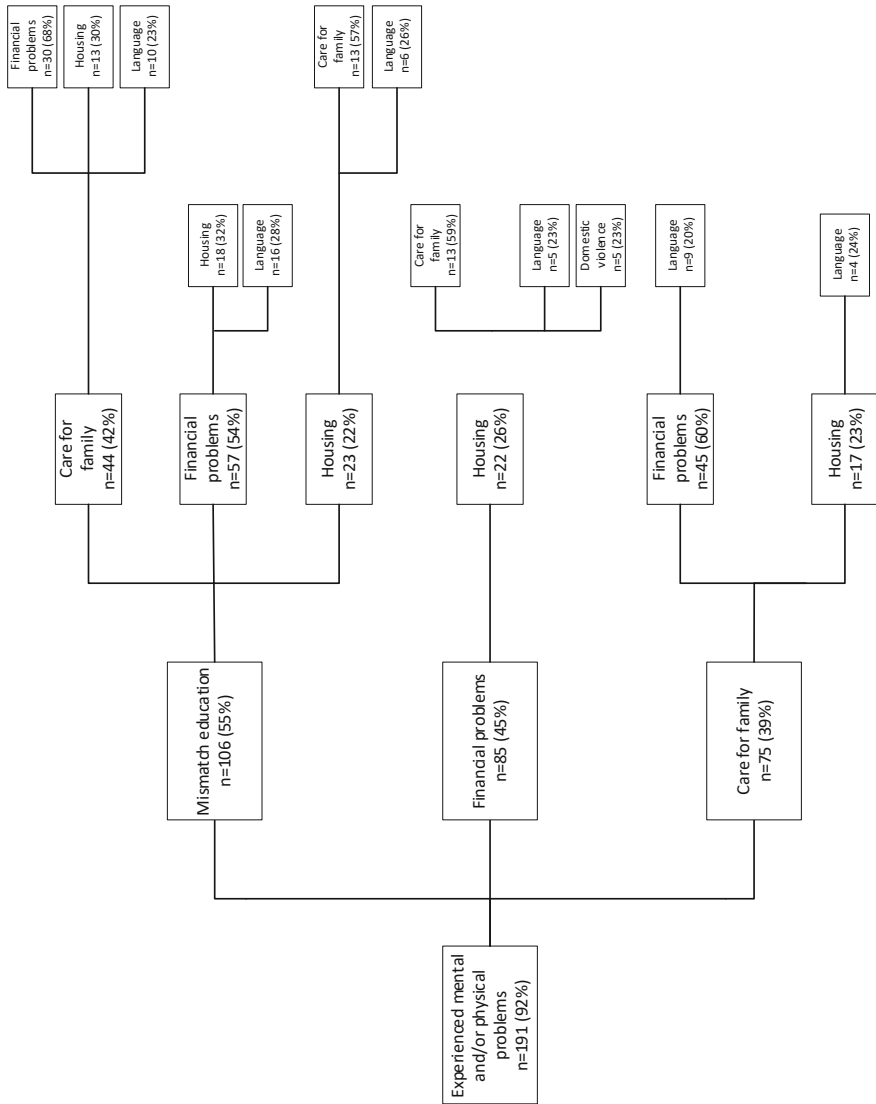 Experienced mental
and/or physical
problems
n=191 (92%)
Mismatch education
n=106 (55%)
Care for
family
n=44 (42%)
Financial
problems
n=30 (68%)
Housing
n=13 (30%)
Language
n=10 (23%)
Financial
problems
n=57 (54%)
Housing
n=18 (32%)
Language
n=16 (28%)
Housing
n=23 (22%)
Care for
family
n=13 (57%)
Language
n=6 (26%)
Financial problems
n=85 (45%)
Housing
n=22 (26%)
Care for
family
n=13 (59%)
Language
n=5 (23%)
Domestic
violence
n=5 (23%)
Care for family
n=75 (39%)
Financial
problems
n=45 (60%)
Language
n=9 (20%)
Housing
n=17 (23%)
Language
n=4 (24%)